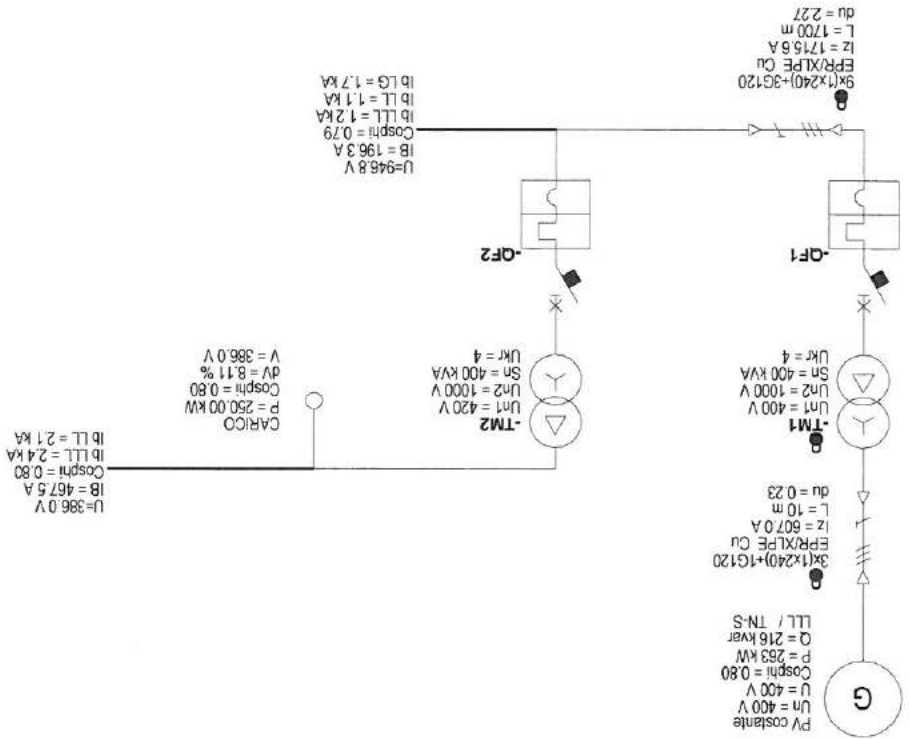 PV costante
Un = 400 V
U = 400 V
Cosphi = 0.80
P = 263 kW
Q = 216 kvar
LLL / TN-S
G
3x(1x240)+1G120
EPR/XLPE Cu
Iz = 607.0 A
L = 10 m
du = 0.23
-TM1
Un1 = 400 V
Un2 = 1000 V
Sn = 400 kVA
Ukr = 4
-QF1
9x(1x240)+3G120
EPR/XLPE Cu
Iz = 1715.6 A
L = 1700 m
du = 2.27
U=946.8 V
IB = 196.3 A
Cosphi = 0.79
Ib LLL = 1.2 kA
Ib LL = 1.1 kA
Ib LG = 1.7 kA
-QF2
-TM2
Un1 = 420 V
Un2 = 1000 V
Sn = 400 kVA
Ukr = 4
CARICO
P = 250.00 kW
Cosphi = 0.80
dV = 8.11 %
V = 386.0 V
U=386.0 V
IB = 467.5 A
Cosphi = 0.80
Ib LLL = 2.4 kA
Ib LL = 2.1 kA